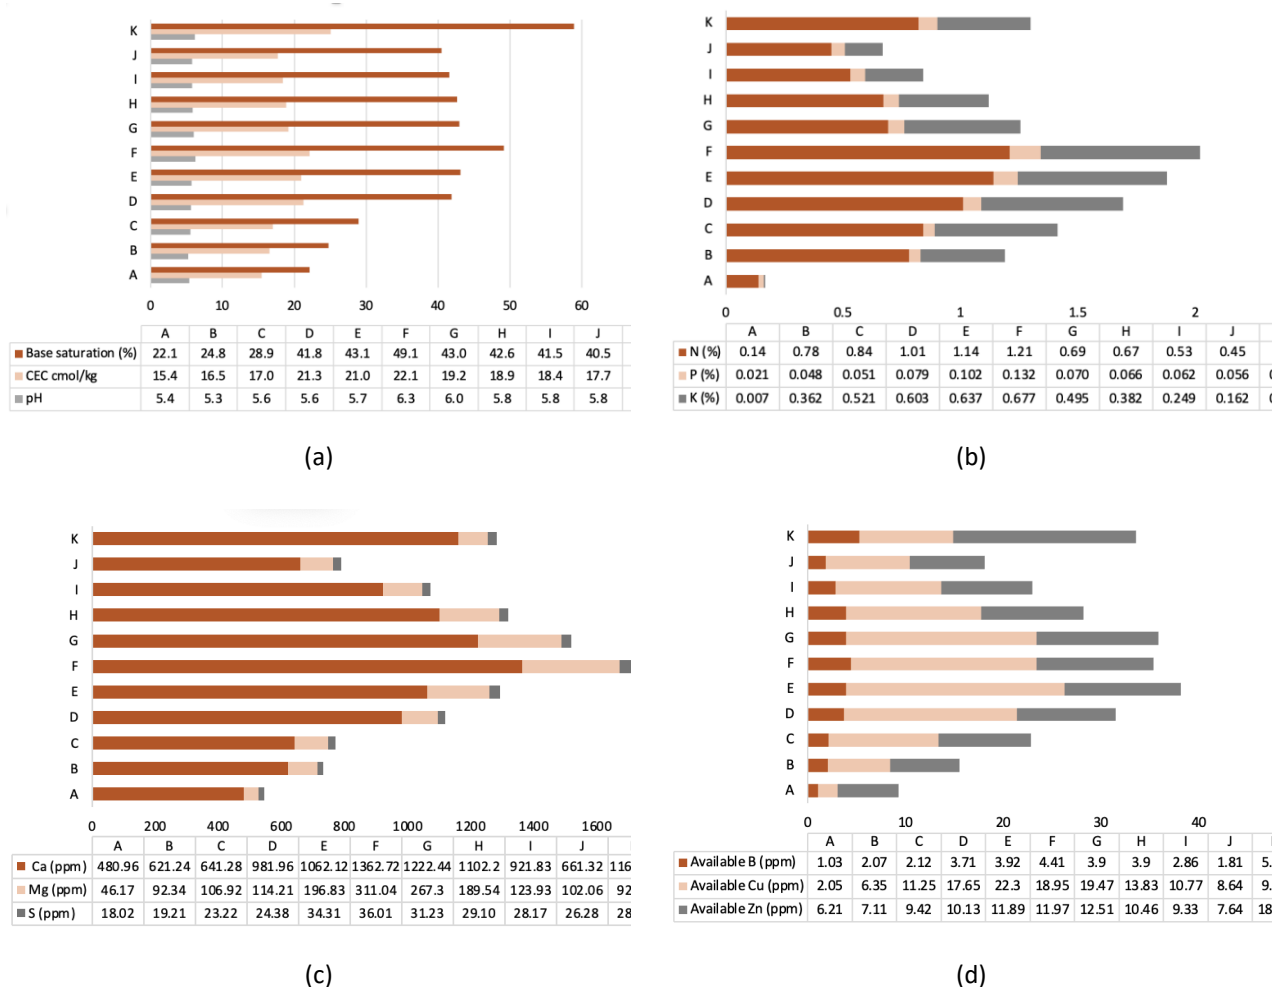 K
J
I
H
G
F
E
D
C
B
A
0 10 20 30 40 50 60
A B C D E F G H I J
Base saturation (%) 22.1 24.8 28.9 41.8 43.1 49.1 43.0 42.6 41.5 40.5
CEC cmol/kg 15.4 16.5 17.0 21.3 21.0 22.1 19.2 18.9 18.4 17.7
pH 5.4 5.3 5.6 5.6 5.7 6.3 6.0 5.8 5.8 5.8
(a)
K
J
I
H
G
F
E
D
C
B
A
0 0.5 1 1.5 2
A B C D E F G H I J
N (%) 0.14 0.78 0.84 1.01 1.14 1.21 0.69 0.67 0.53 0.45
P (%) 0.021 0.048 0.051 0.079 0.102 0.132 0.070 0.066 0.062 0.056
K (%) 0.007 0.362 0.521 0.603 0.637 0.677 0.495 0.382 0.249 0.162
(b)
K
J
I
H
G
F
E
D
C
B
A
0 200 400 600 800 1000 1200 1400 1600
A B C D E F G H I J
Ca (ppm) 480.96 621.24 641.28 981.96 1062.12 1362.72 1222.44 1102.2 921.83 661.32 116
Mg (ppm) 46.17 92.34 106.92 114.21 196.83 311.04 267.3 189.54 123.93 102.06 92
S (ppm) 18.02 19.21 23.22 24.38 34.31 36.01 31.23 29.10 28.17 26.28 28
(c)
K
J
I
H
G
F
E
D
C
B
A
0 10 20 30 40
A B C D E F G H I J
Available B (ppm) 1.03 2.07 2.12 3.71 3.92 4.41 3.9 3.9 2.86 1.81 5.
Available Cu (ppm) 2.05 6.35 11.25 17.65 22.3 18.95 19.47 13.83 10.77 8.64 9.
Available Zn (ppm) 6.21 7.11 9.42 10.13 11.89 11.97 12.51 10.46 9.33 7.64 18
(d)